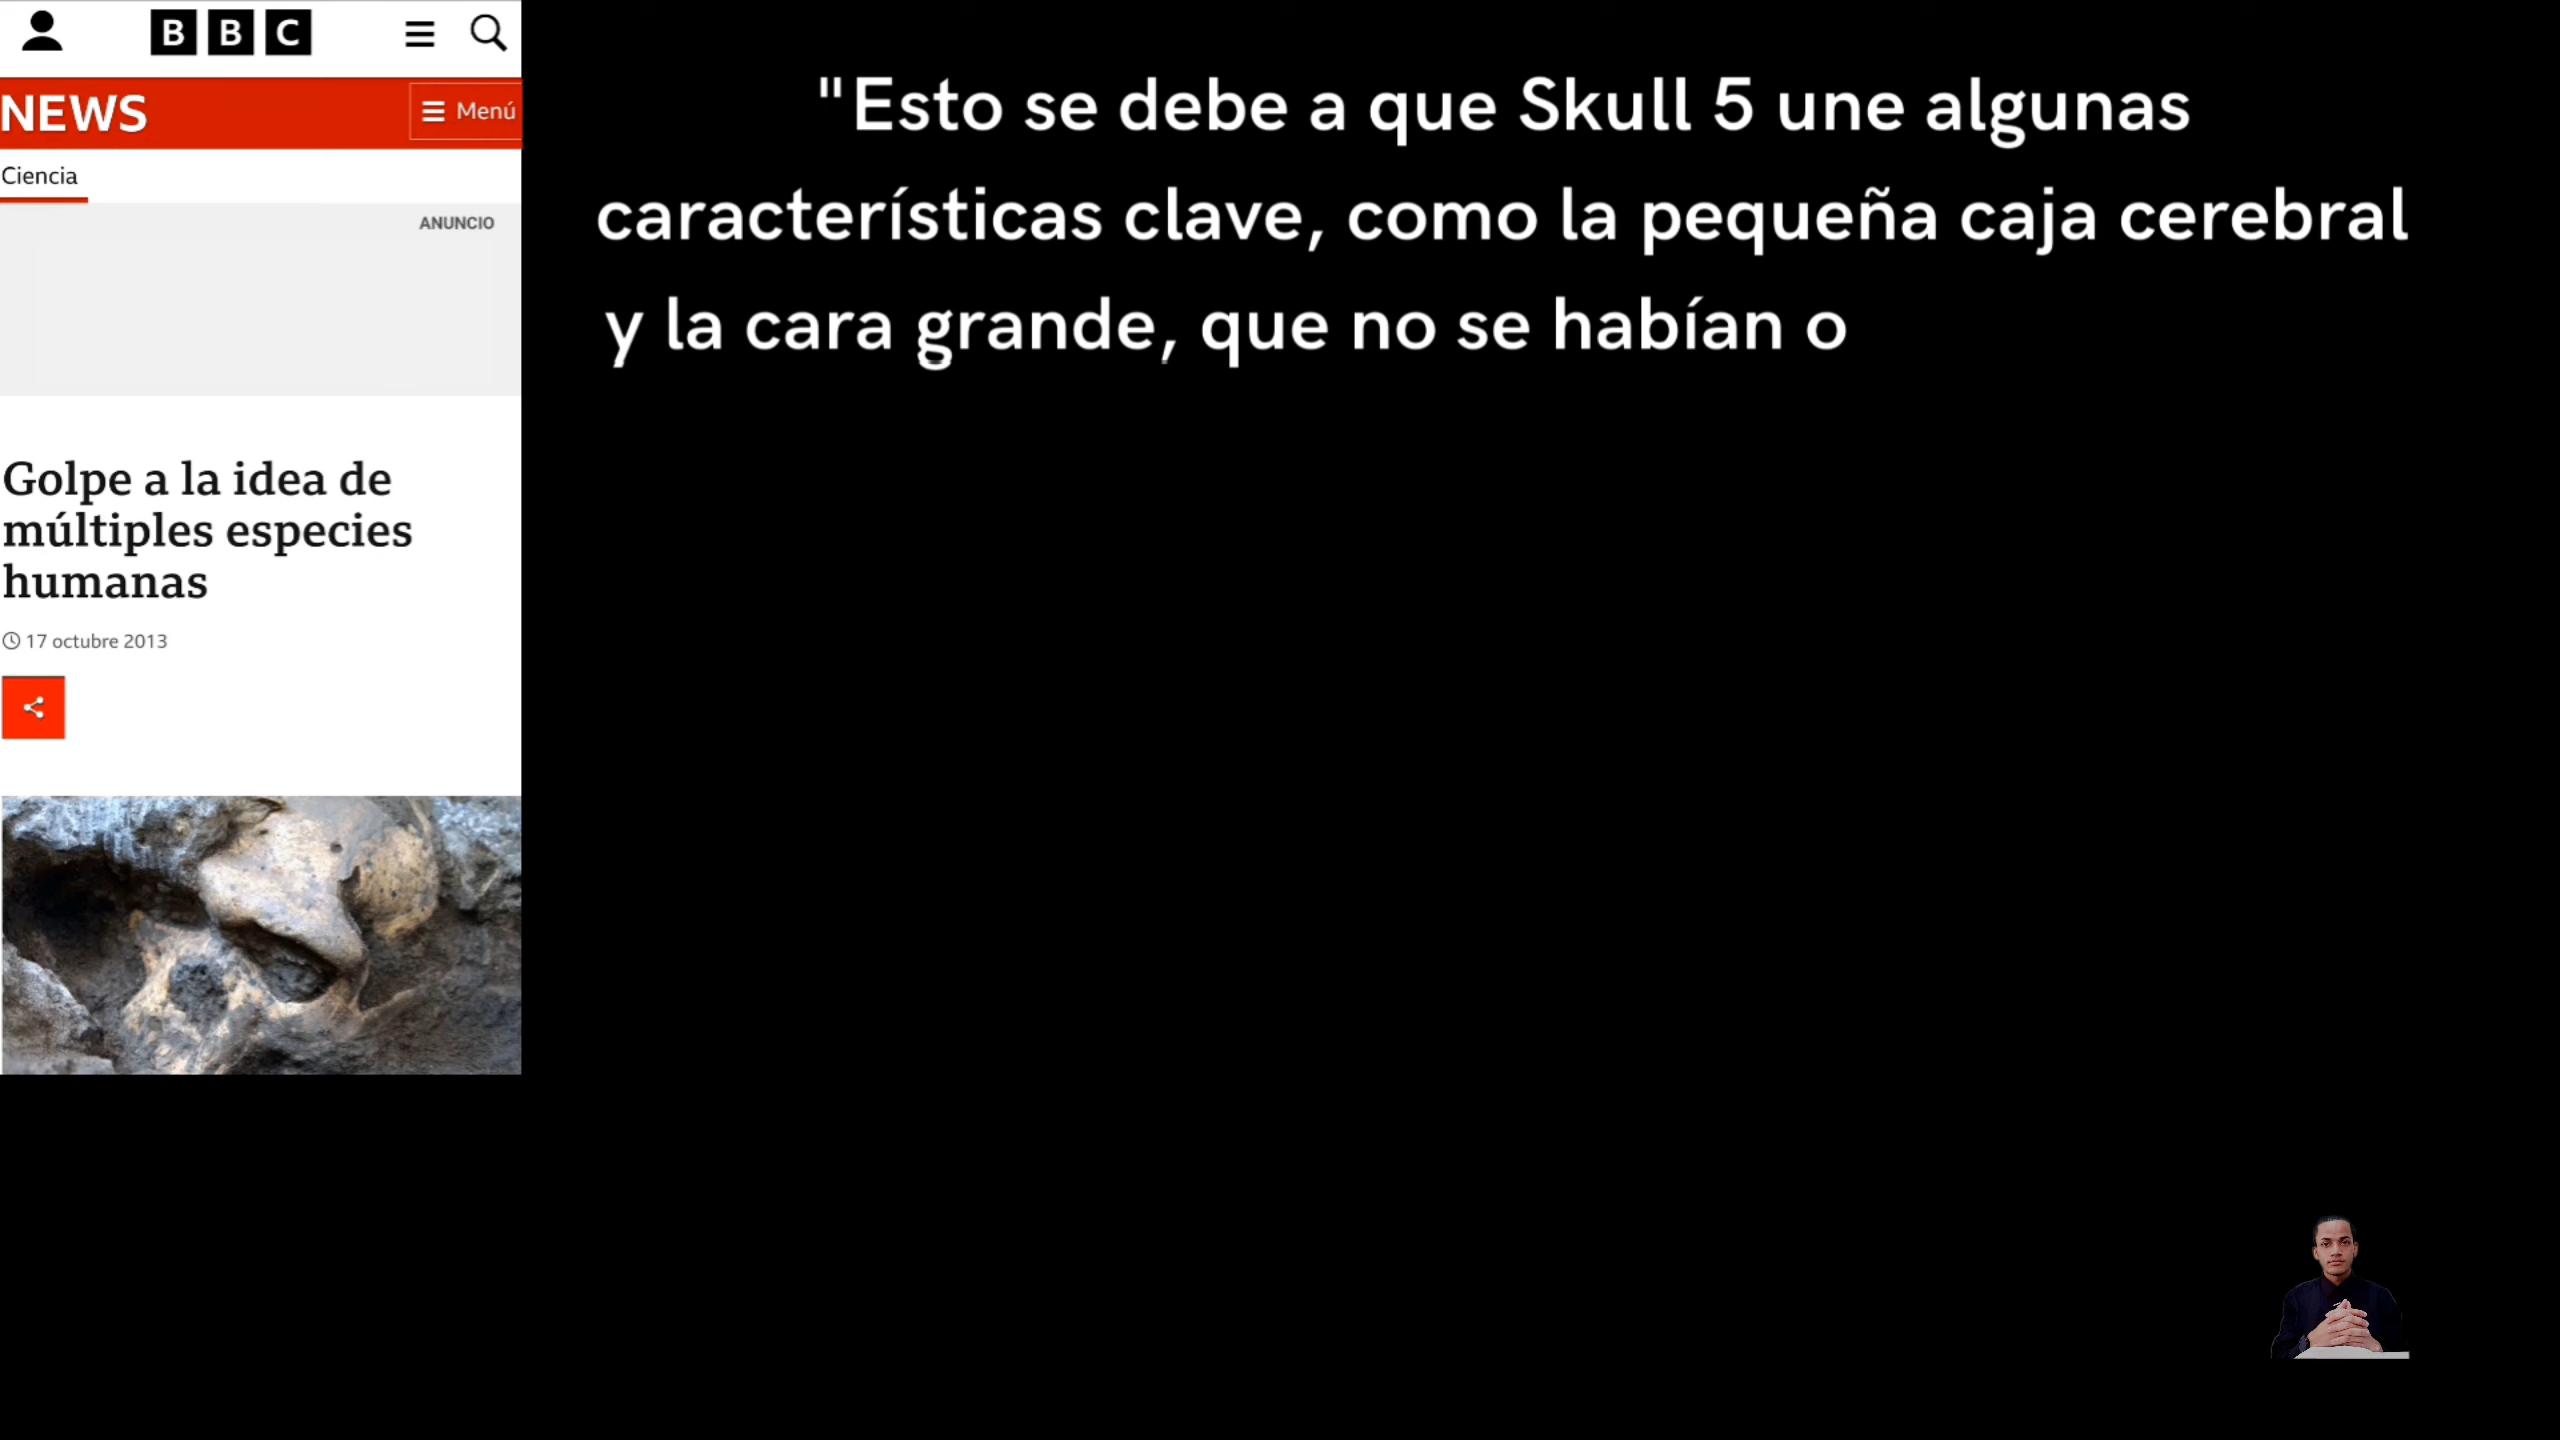 BBC
NEWS
Menú
Ciencia
ANUNCIO
Golpe a la idea de
múltiples especies
humanas
17 octubre 2013
"Esto se debe a que Skull 5 une algunas
características clave, como la pequeña caja cerebral
y la cara grande, que no se habían o